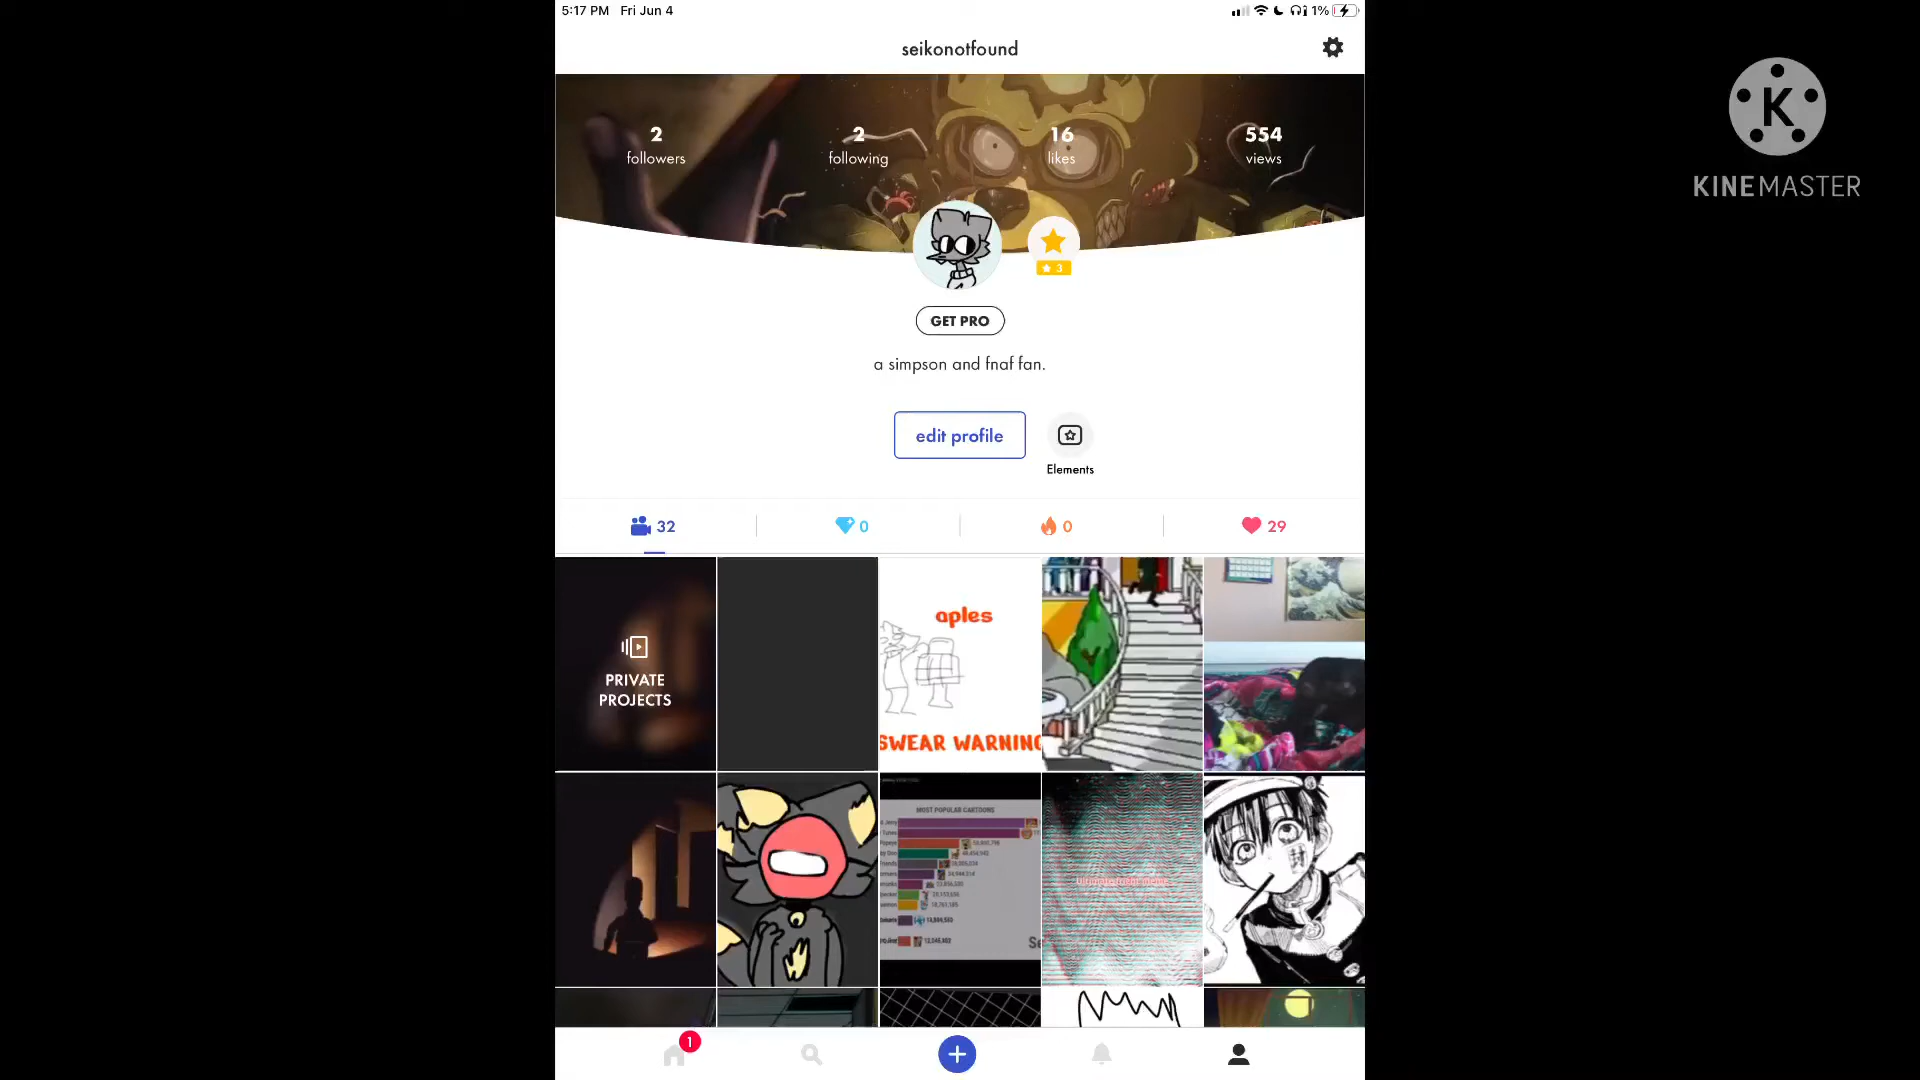 5:17 PM Fri Jun 4
1%
seikonotfound
2
followers
2
following
16
likes
554
views
3
GET PRO
a simpson and fnaf fan.
edit profile
Elements
32
0
0
29
PRIVATE
PROJECTS
aples
SWEAR WARNING
MOST POPULAR CARTOONS
1
K
KINEMASTER